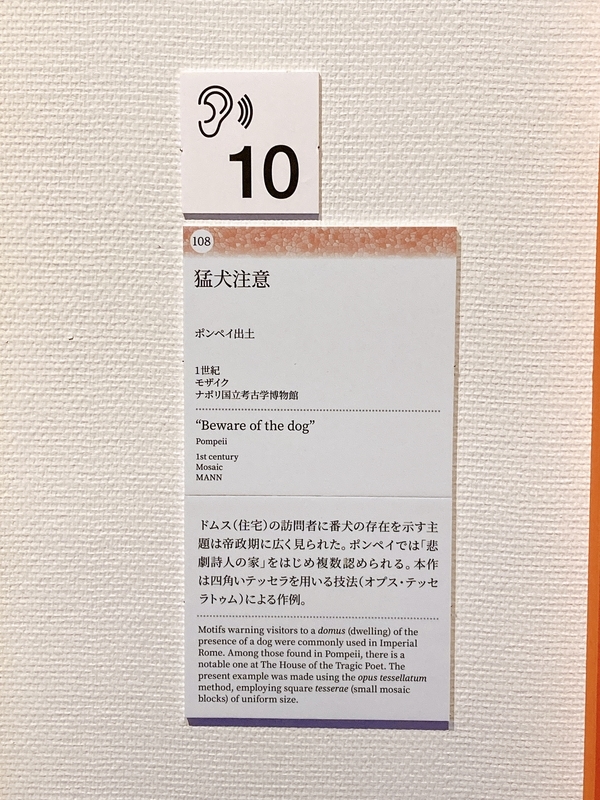 10
108
猛犬注意
ポンペイ出土
1世紀
モザイク
ナポリ国立考古学博物館
“Beware of the dog”
Pompeii
1st century
Mosaic
MANN
ドムス（住宅）の訪問者に番犬の存在を示す主
題は帝政期に広く見られた。ポンペイでは「悲
劇詩人の家」をはじめ複数認められる。本作
は四角いテッセラを用いる技法（オプス・テッセ
ラトゥム）による作例。
Motifs warning visitors to a domus (dwelling) of the
presence of a dog were commonly used in Imperial
Rome. Among those found in Pompeii, there is a
notable one at The House of the Tragic Poet. The
present example was made using the opus tessellatum
method, employing square tesserae (small mosaic
blocks) of uniform size.